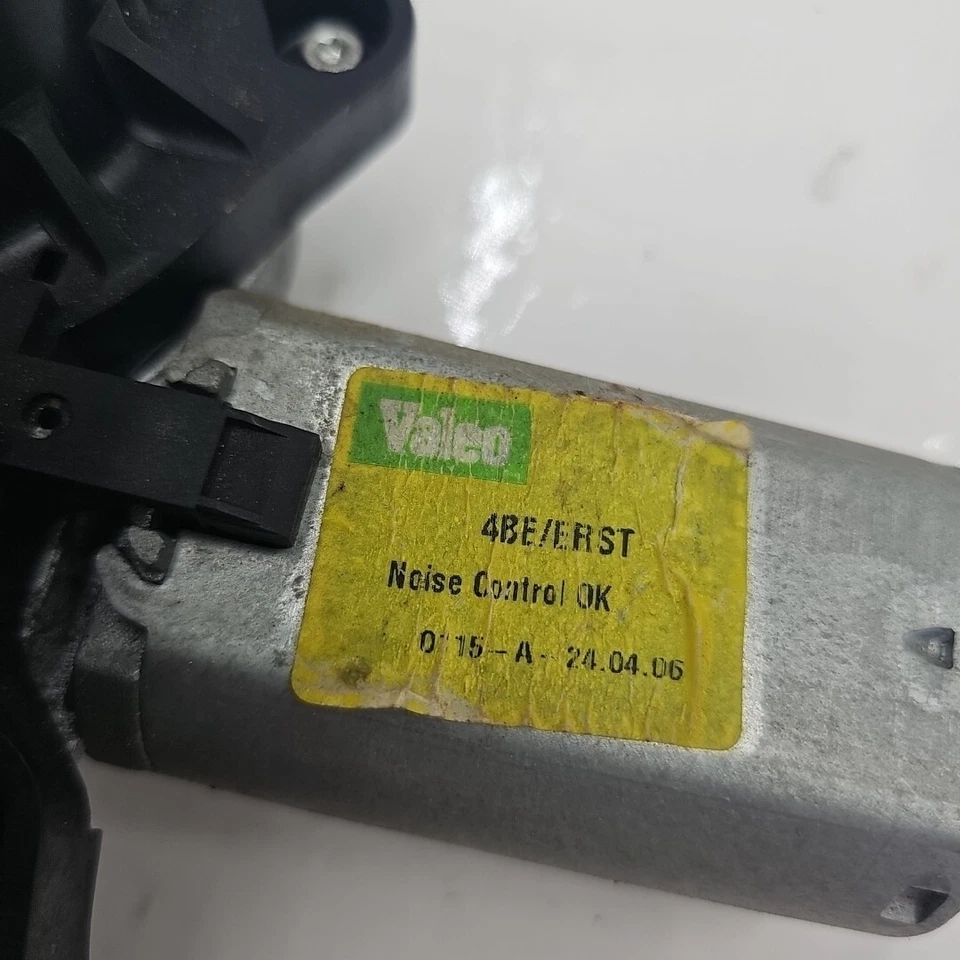 Valeo
4BE/ERST
Noise Control OK
0115-A-24.04.06